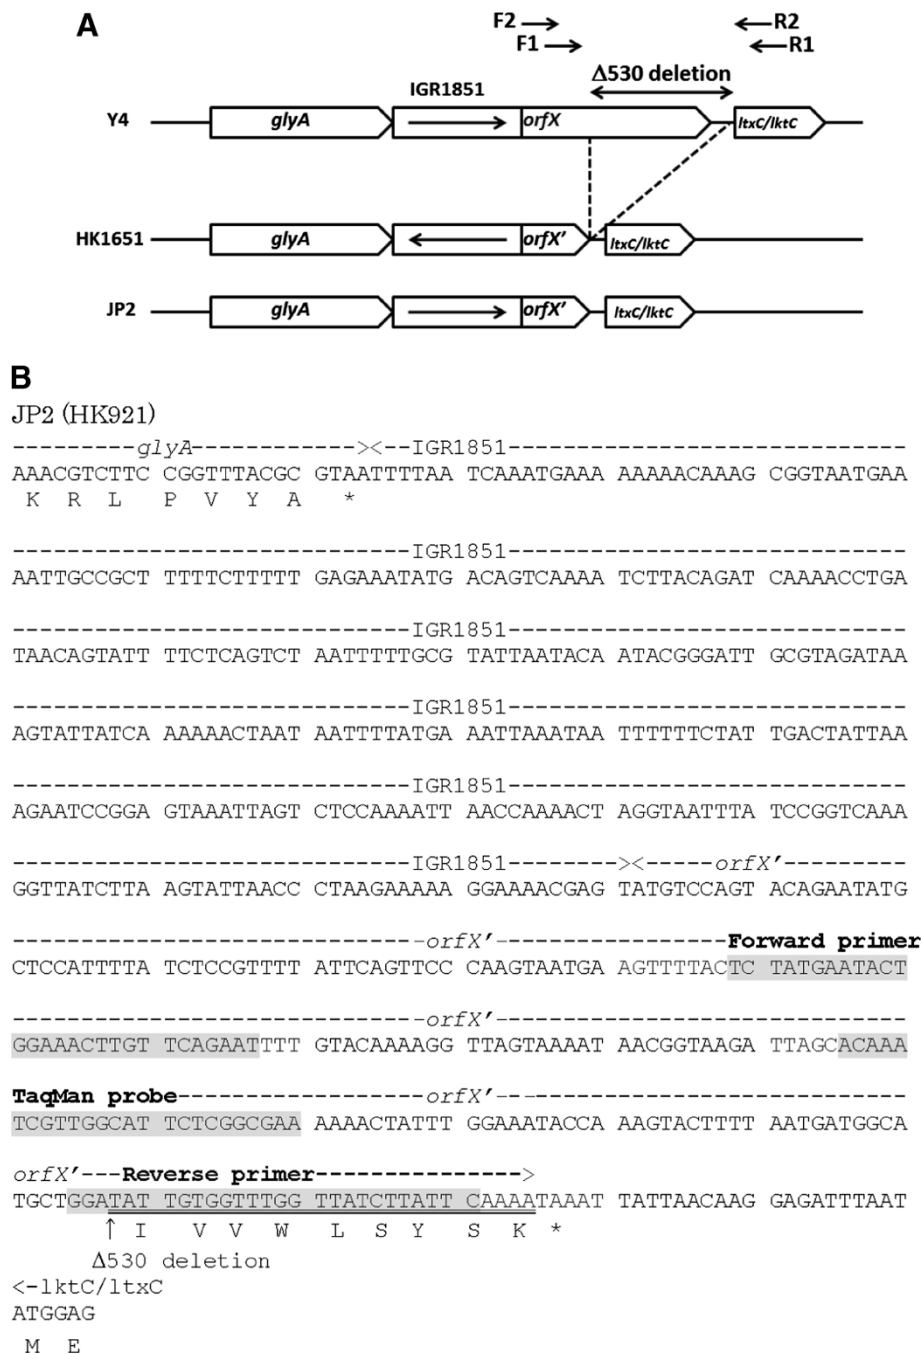 A
F2 R2
F1 R1
Δ530 deletion
IGR1851
Y4 glyA orfX ltxC/lktC
HK1651 glyA orfX' ltxC/lktC
JP2 glyA orfX' ltxC/lktC
B
JP2 (HK921)
---------glyA------------><--IGR1851-----------------------------
AAACGTCTTC CGGTTTACGC GTAATTTTAA TCAAATGAAA AAAAACAAAG CGGTAATGAA
K R L P V Y A *
-----------------------------IGR1851-----------------------------
AATTGCCGCT TTTTCTTTTT GAGAAATATG ACAGTCAAAA TCTTACAGAT CAAAACCTGA
-----------------------------IGR1851-----------------------------
TAACAGTATT TTCTCAGTCT AATTTTTGCG TATTAATACA ATACGGGATT GCGTAGATAA
-----------------------------IGR1851-----------------------------
AGTATTATCA AAAAACTAAT AATTTTATGA AATTAAATAA TTTTTTCTAT TGACTATTAA
-----------------------------IGR1851-----------------------------
AGAATCCGGA GTAAATTAGT CTCCAAAATT AACCAAAACT AGGTAATTTA TCCGGTCAAA
-----------------------------IGR1851--------><-----orfX'---------
GGTTATCTTA AGTATTAACC CTAAGAAAAA GGAAAACGAG TATGTCCAGT ACAGAATATG
------------------------------orfX'-----------------Forward primer
CTCCATTTTA TCTCCGTTTT ATTCAGTTCC CAAGTAATGA AGTTTTACTC TATGAATACT
------------------------------orfX'------------------------------
GGAAACTTGT TCAGAATTTT GTACAAAAGG TTAGTAAAAT AACGGTAAGA TTAGCACAAA
TaqMan probe------------------orfX'------------------------------
TCGTTGGCAT TCTCGGCGAA AAAACTATTT GGAAATACCA AAGTACTTTT AATGATGGCA
orfX'---Reverse primer--------------->
TGCTGGATAT TGTGGTTTGG TTATCTTATT CAAAATAAAT TATTAACAAG GAGATTTAAT
↑ I V V W L S Y S K *
Δ530 deletion
<-lktC/ltxC
ATGGAG
M E